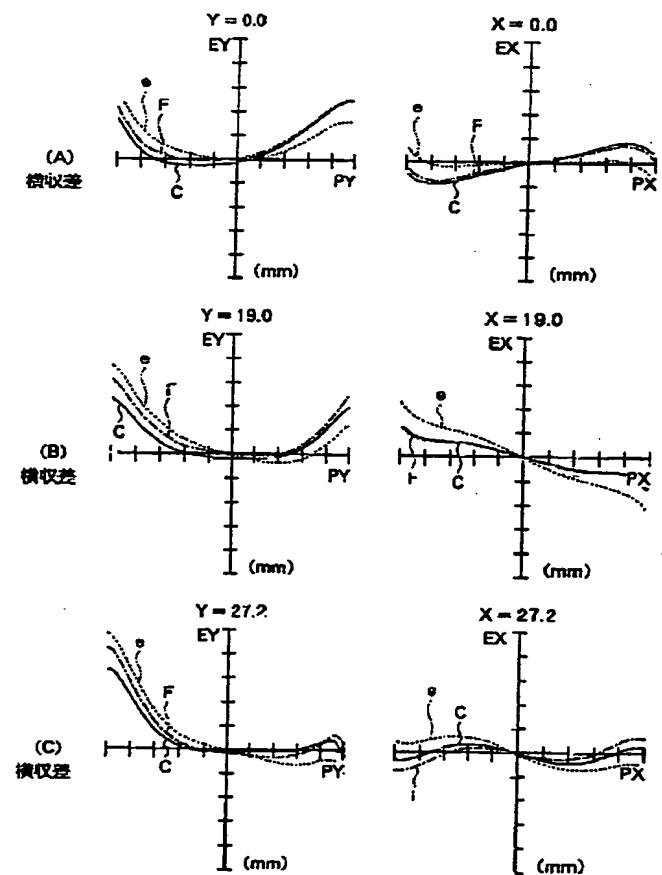 Y = 0.0
EY
X = 0.0
EX
e
F
C
PY
e
F
C
PX
(A)
横収差
(mm)
(mm)
Y = 19.0
EY
X = 19.0
EX
e
F
C
PY
e
C
PX
(B)
横収差
(mm)
(mm)
Y = 27.2
EY
X = 27.2
EX
e
F
C
PY
e
C
PX
(C)
横収差
(mm)
(mm)